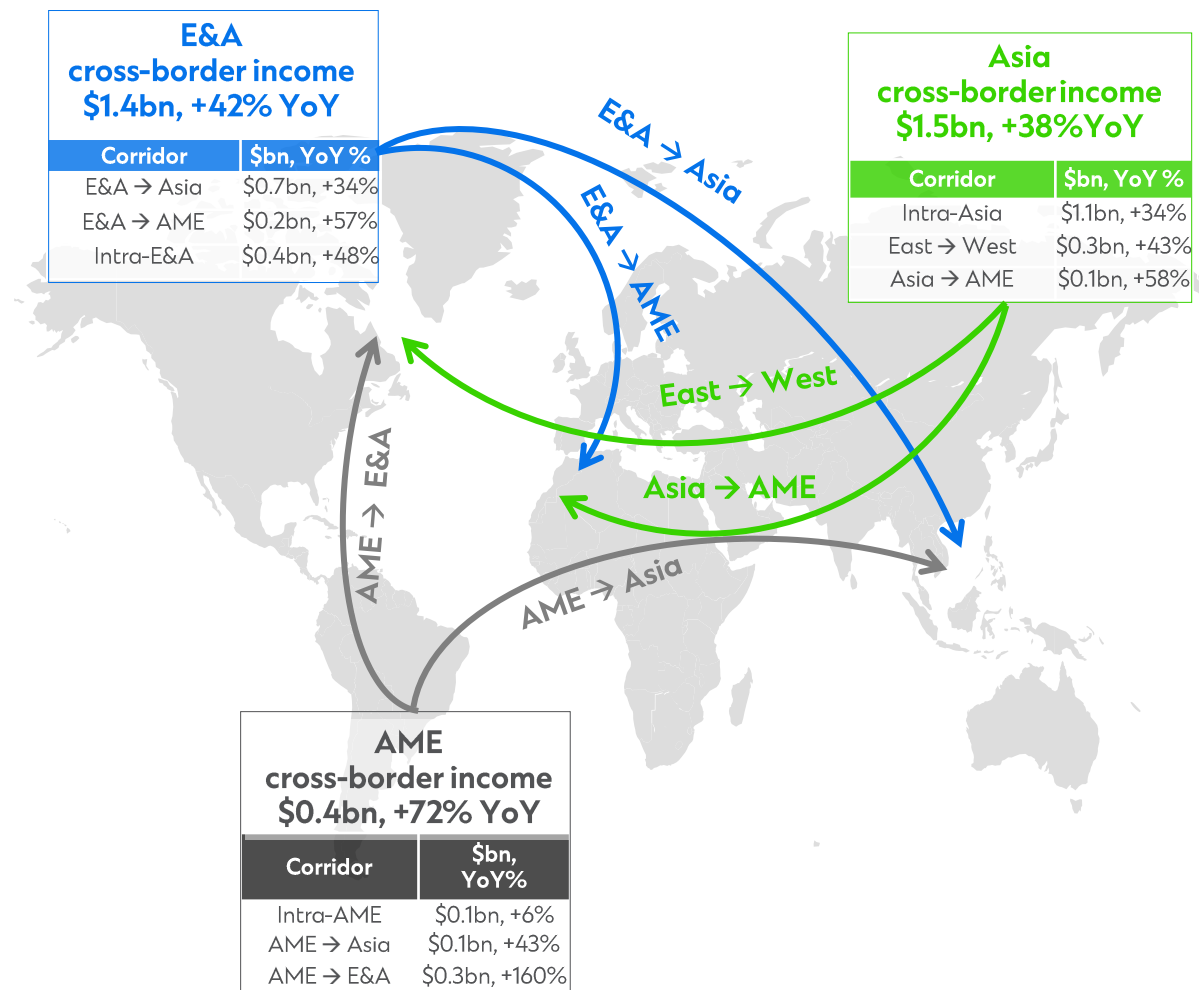 E&A
cross-border income
$1.4bn, +42% YoY
Corridor $bn, YoY %
E&A → Asia $0.7bn, +34%
E&A → AME $0.2bn, +57%
Intra-E&A $0.4bn, +48%
Asia
cross-border income
$1.5bn, +38%YoY
Corridor $bn, YoY %
Intra-Asia $1.1bn, +34%
East → West $0.3bn, +43%
Asia → AME $0.1bn, +58%
E&A → Asia
E&A → AME
East → West
Asia → AME
AME → E&A
AME → Asia
AME
cross-border income
$0.4bn, +72% YoY
Corridor $bn,
YoY%
Intra-AME $0.1bn, +6%
AME → Asia $0.1bn, +43%
AME → E&A $0.3bn, +160%